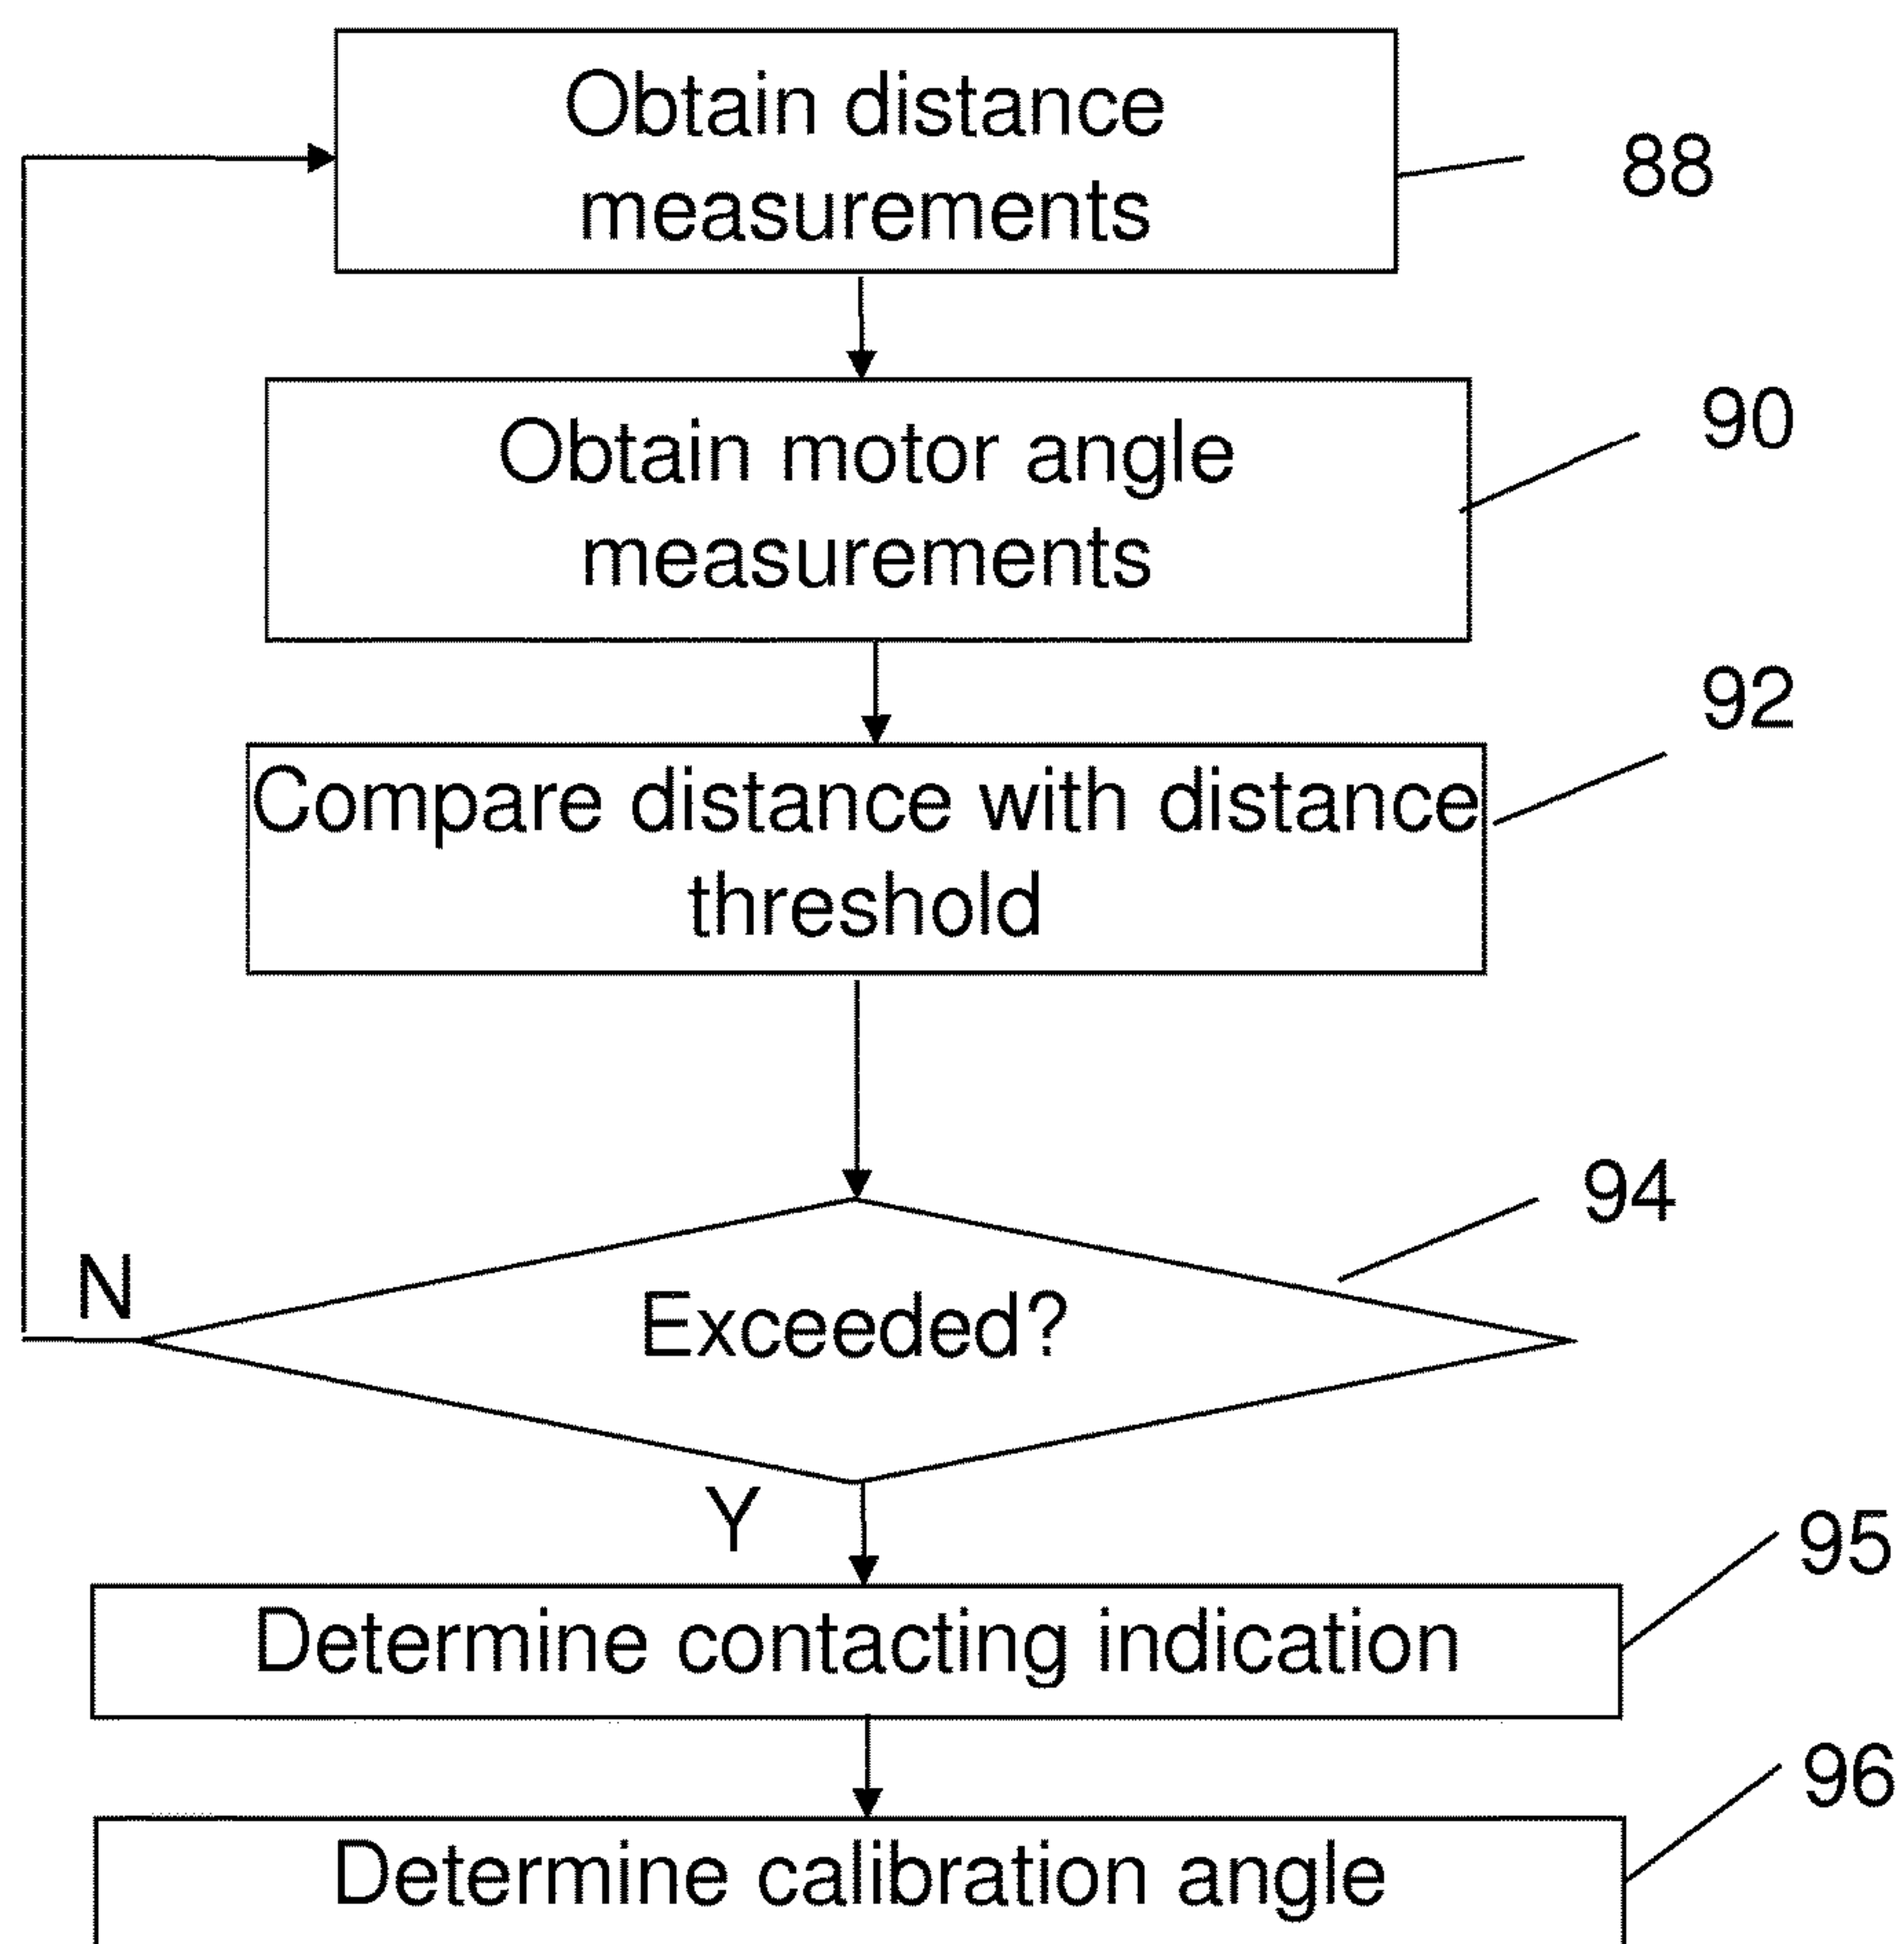 Obtain distance
measurements
88
Obtain motor angle
measurements
90
92
Compare distance with distance
threshold
94
N
Exceeded?
Y
95
Determine contacting indication
96
Determine calibration angle